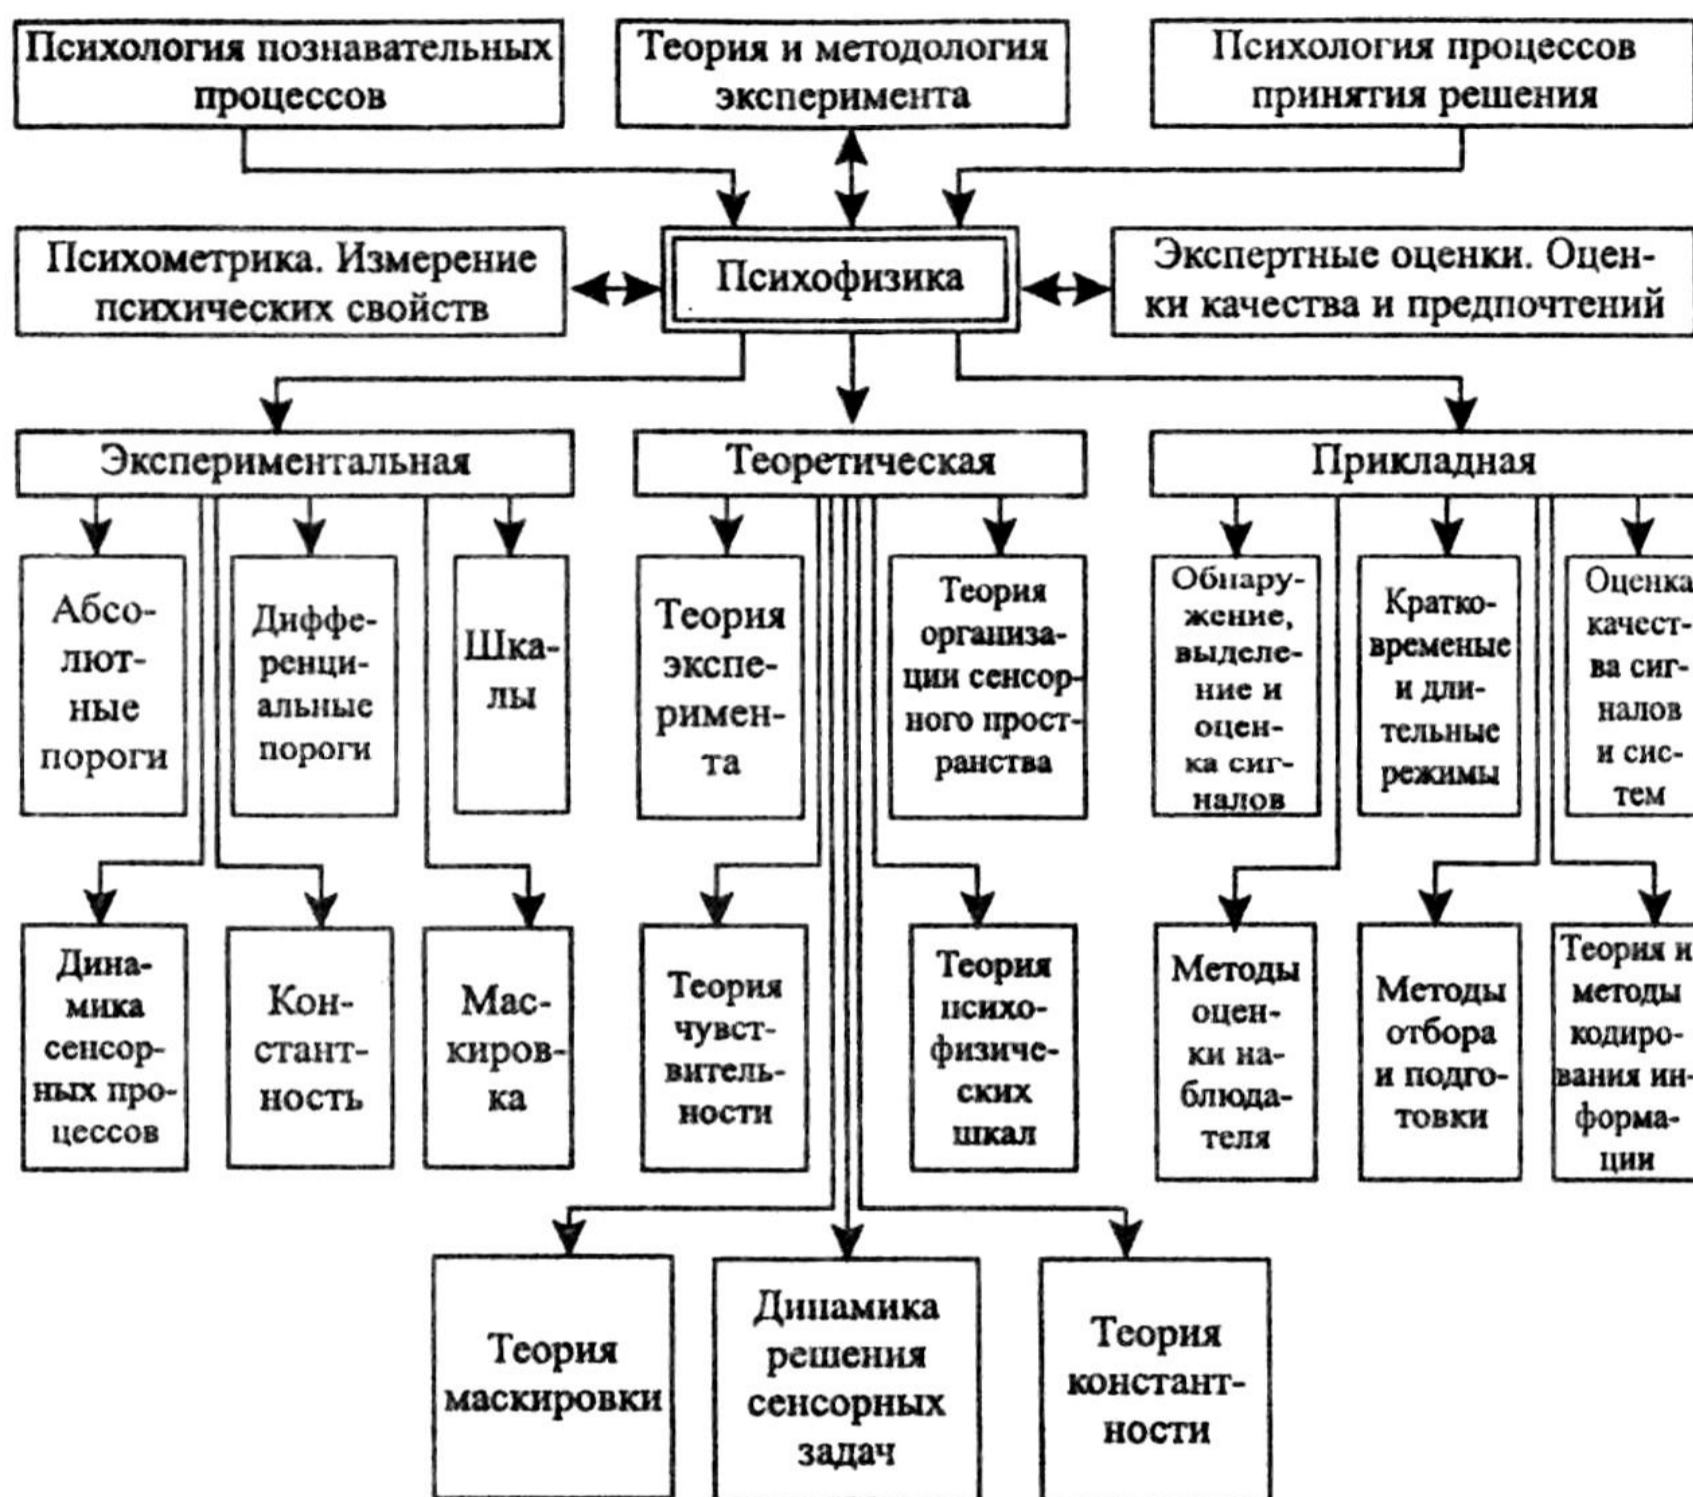 Психология познавательных
процессов
Теория и методология
эксперимента
Психология процессов
принятия решения
Психометрика. Измерение
психических свойств
Психофизика
Экспертные оценки. Оцен-
ки качества и предпочтений
Экспериментальная
Теоретическая
Прикладная
Абсо-
лют-
ные
пороги
Диффе-
ренци-
альные
пороги
Шка-
лы
Теория
экспе-
римен-
та
Теория
организа-
ции сенсор-
ного прост-
ранства
Обнару-
жение,
выделе-
ние и
оцен-
ка сиг-
налов
Кратко-
временые
и дли-
тельные
режимы
Оценка
качест-
ва сиг-
налов
и сис-
тем
Дина-
мика
сенсор-
ных про-
цессов
Кон-
стант-
ность
Мас-
киров-
ка
Теория
чувст-
витель-
ности
Теория
психо-
физиче-
ских
шкал
Методы
оцен-
ки на-
блюда-
теля
Методы
отбора
и подго-
товки
Теория и
методы
кодиро-
вания ин-
форма-
ции
Теория
маскировки
Динамика
решения
сенсорных
задач
Теория
констант-
ности